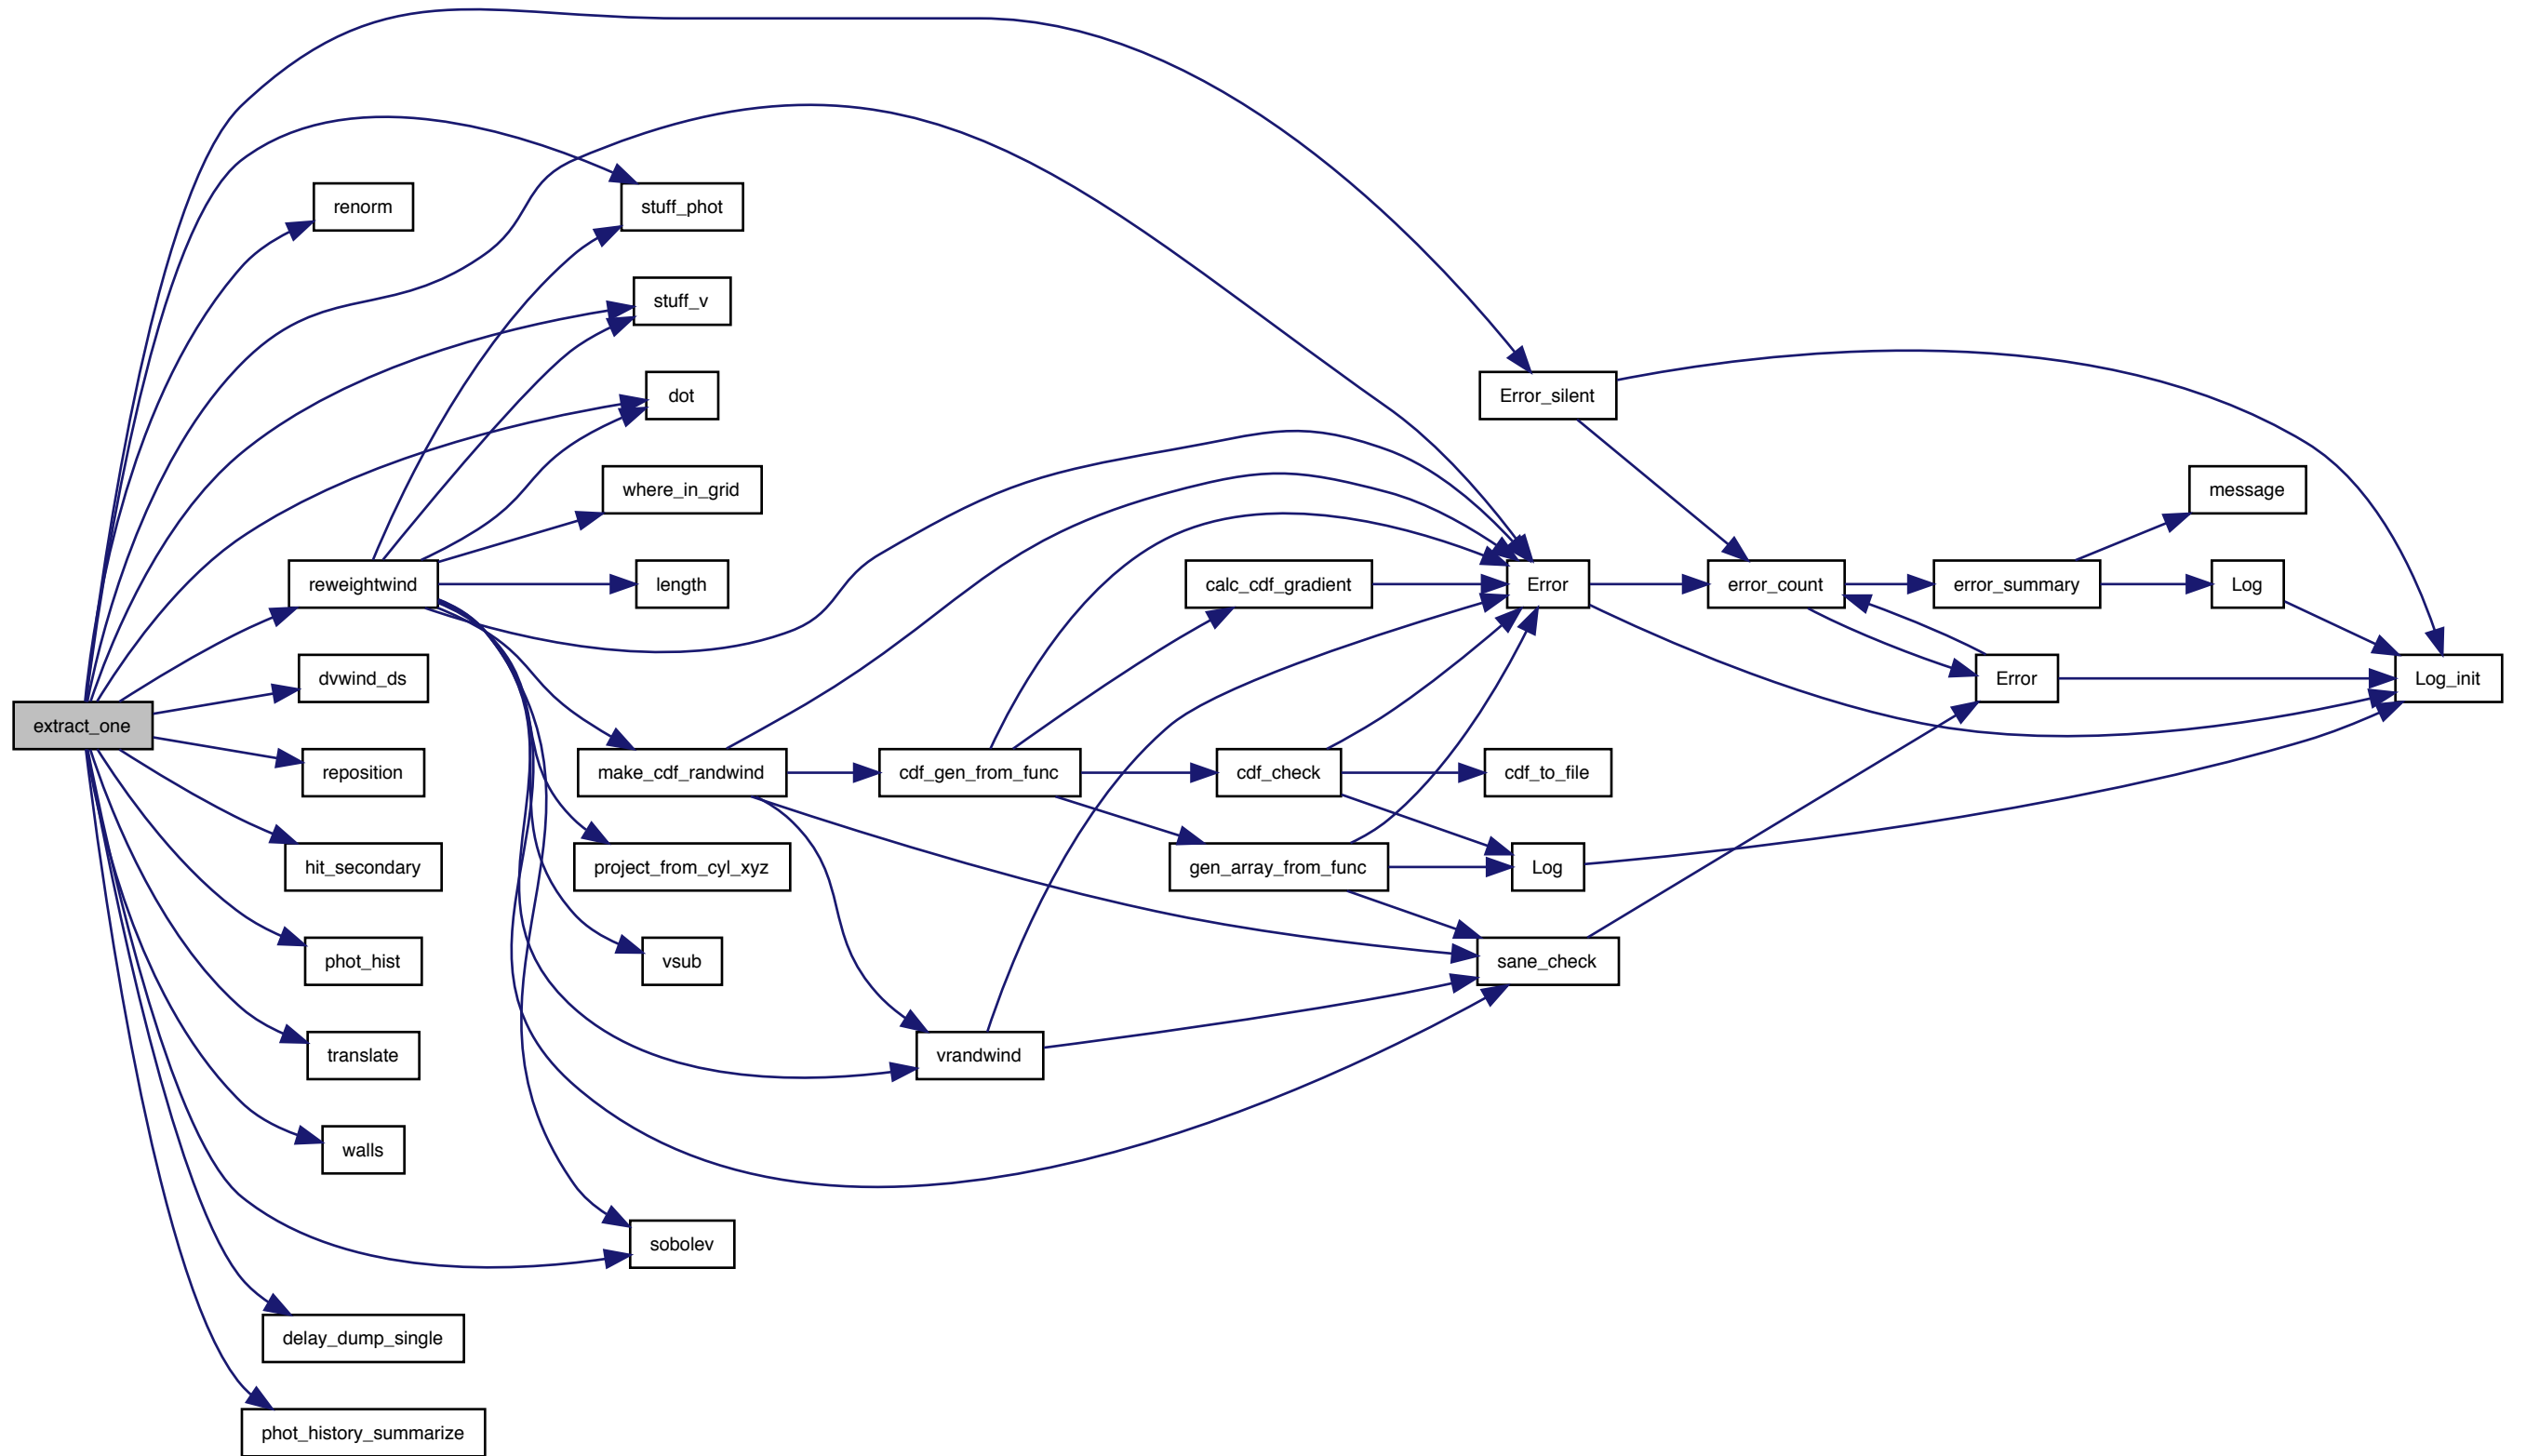 renorm
stuff_phot
stuff_v
dot
Error_silent
where_in_grid
message
reweightwind
length
calc_cdf_gradient
Error
error_count
error_summary
Log
dvwind_ds
Error
Log_init
extract_one
reposition
make_cdf_randwind
cdf_gen_from_func
cdf_check
cdf_to_file
hit_secondary
project_from_cyl_xyz
gen_array_from_func
Log
phot_hist
vsub
sane_check
translate
vrandwind
walls
sobolev
delay_dump_single
phot_history_summarize